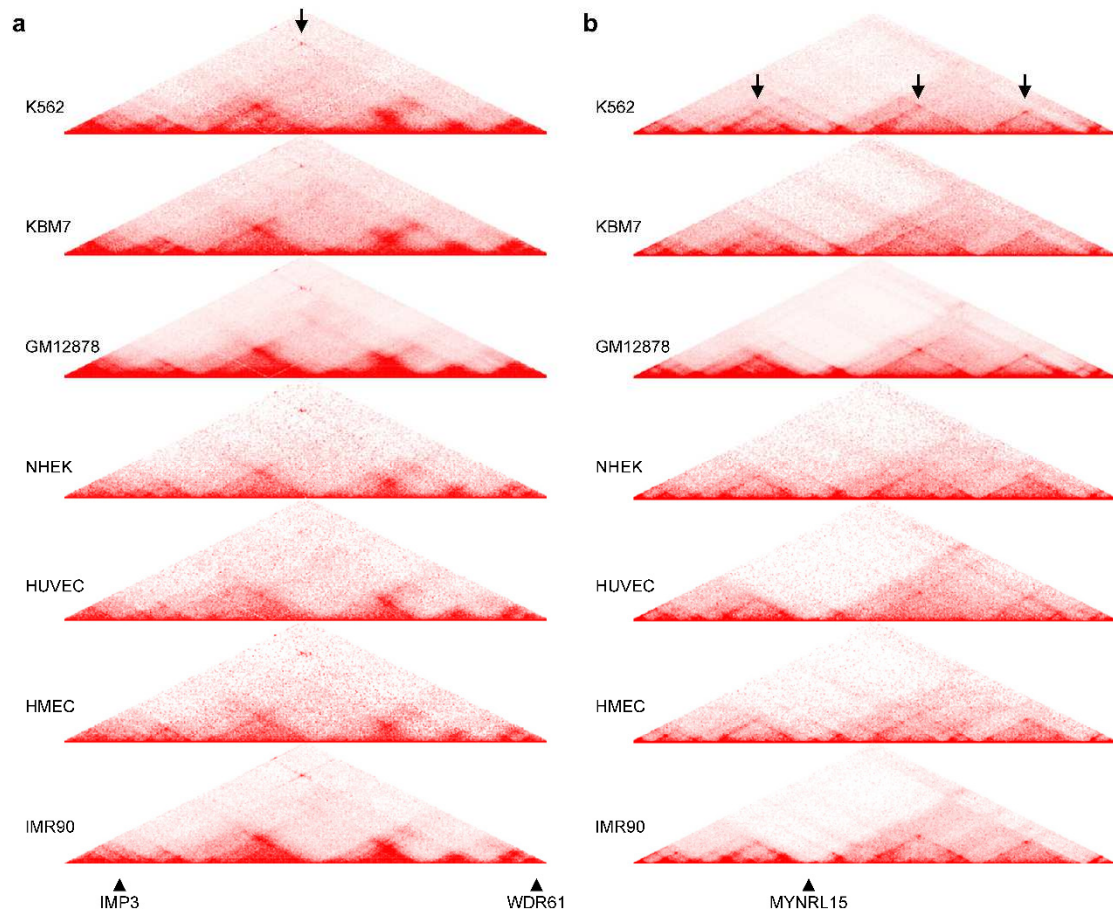 a
b
K562
K562
KBM7
KBM7
GM12878
GM12878
NHEK
NHEK
HUVEC
HUVEC
HMEC
HMEC
IMR90
IMR90
IMP3
WDR61
MYNRL15